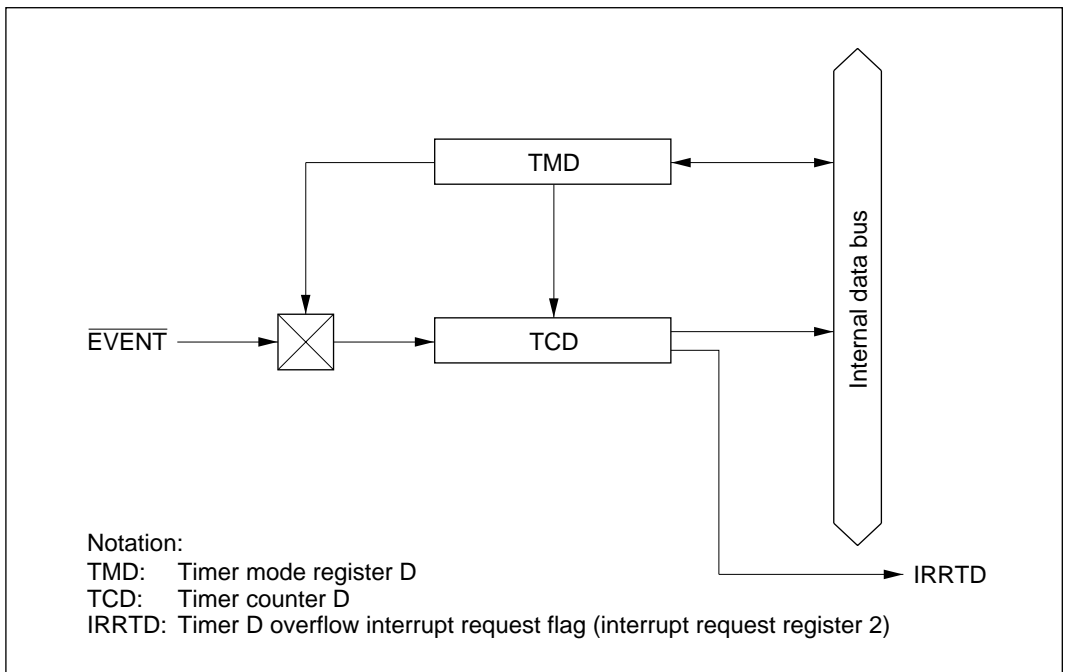 TMD
EVENT
TCD
Internal data bus
IRRTD
Notation:
TMD: Timer mode register D
TCD: Timer counter D
IRRTD: Timer D overflow interrupt request flag (interrupt request register 2)